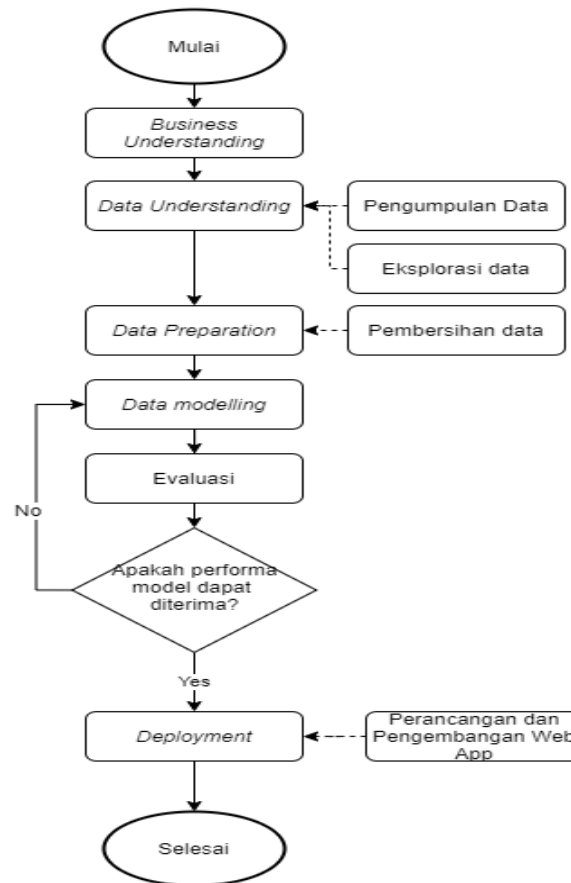 Mulai
Business
Understanding
Data Understanding
Pengumpulan Data
Eksplorasi data
Data Preparation
Pembersihan data
Data modelling
Evaluasi
No
Apakah performa
model dapat
diterima?
Yes
Deployment
Perancangan dan
Pengembangan Web
App
Selesai